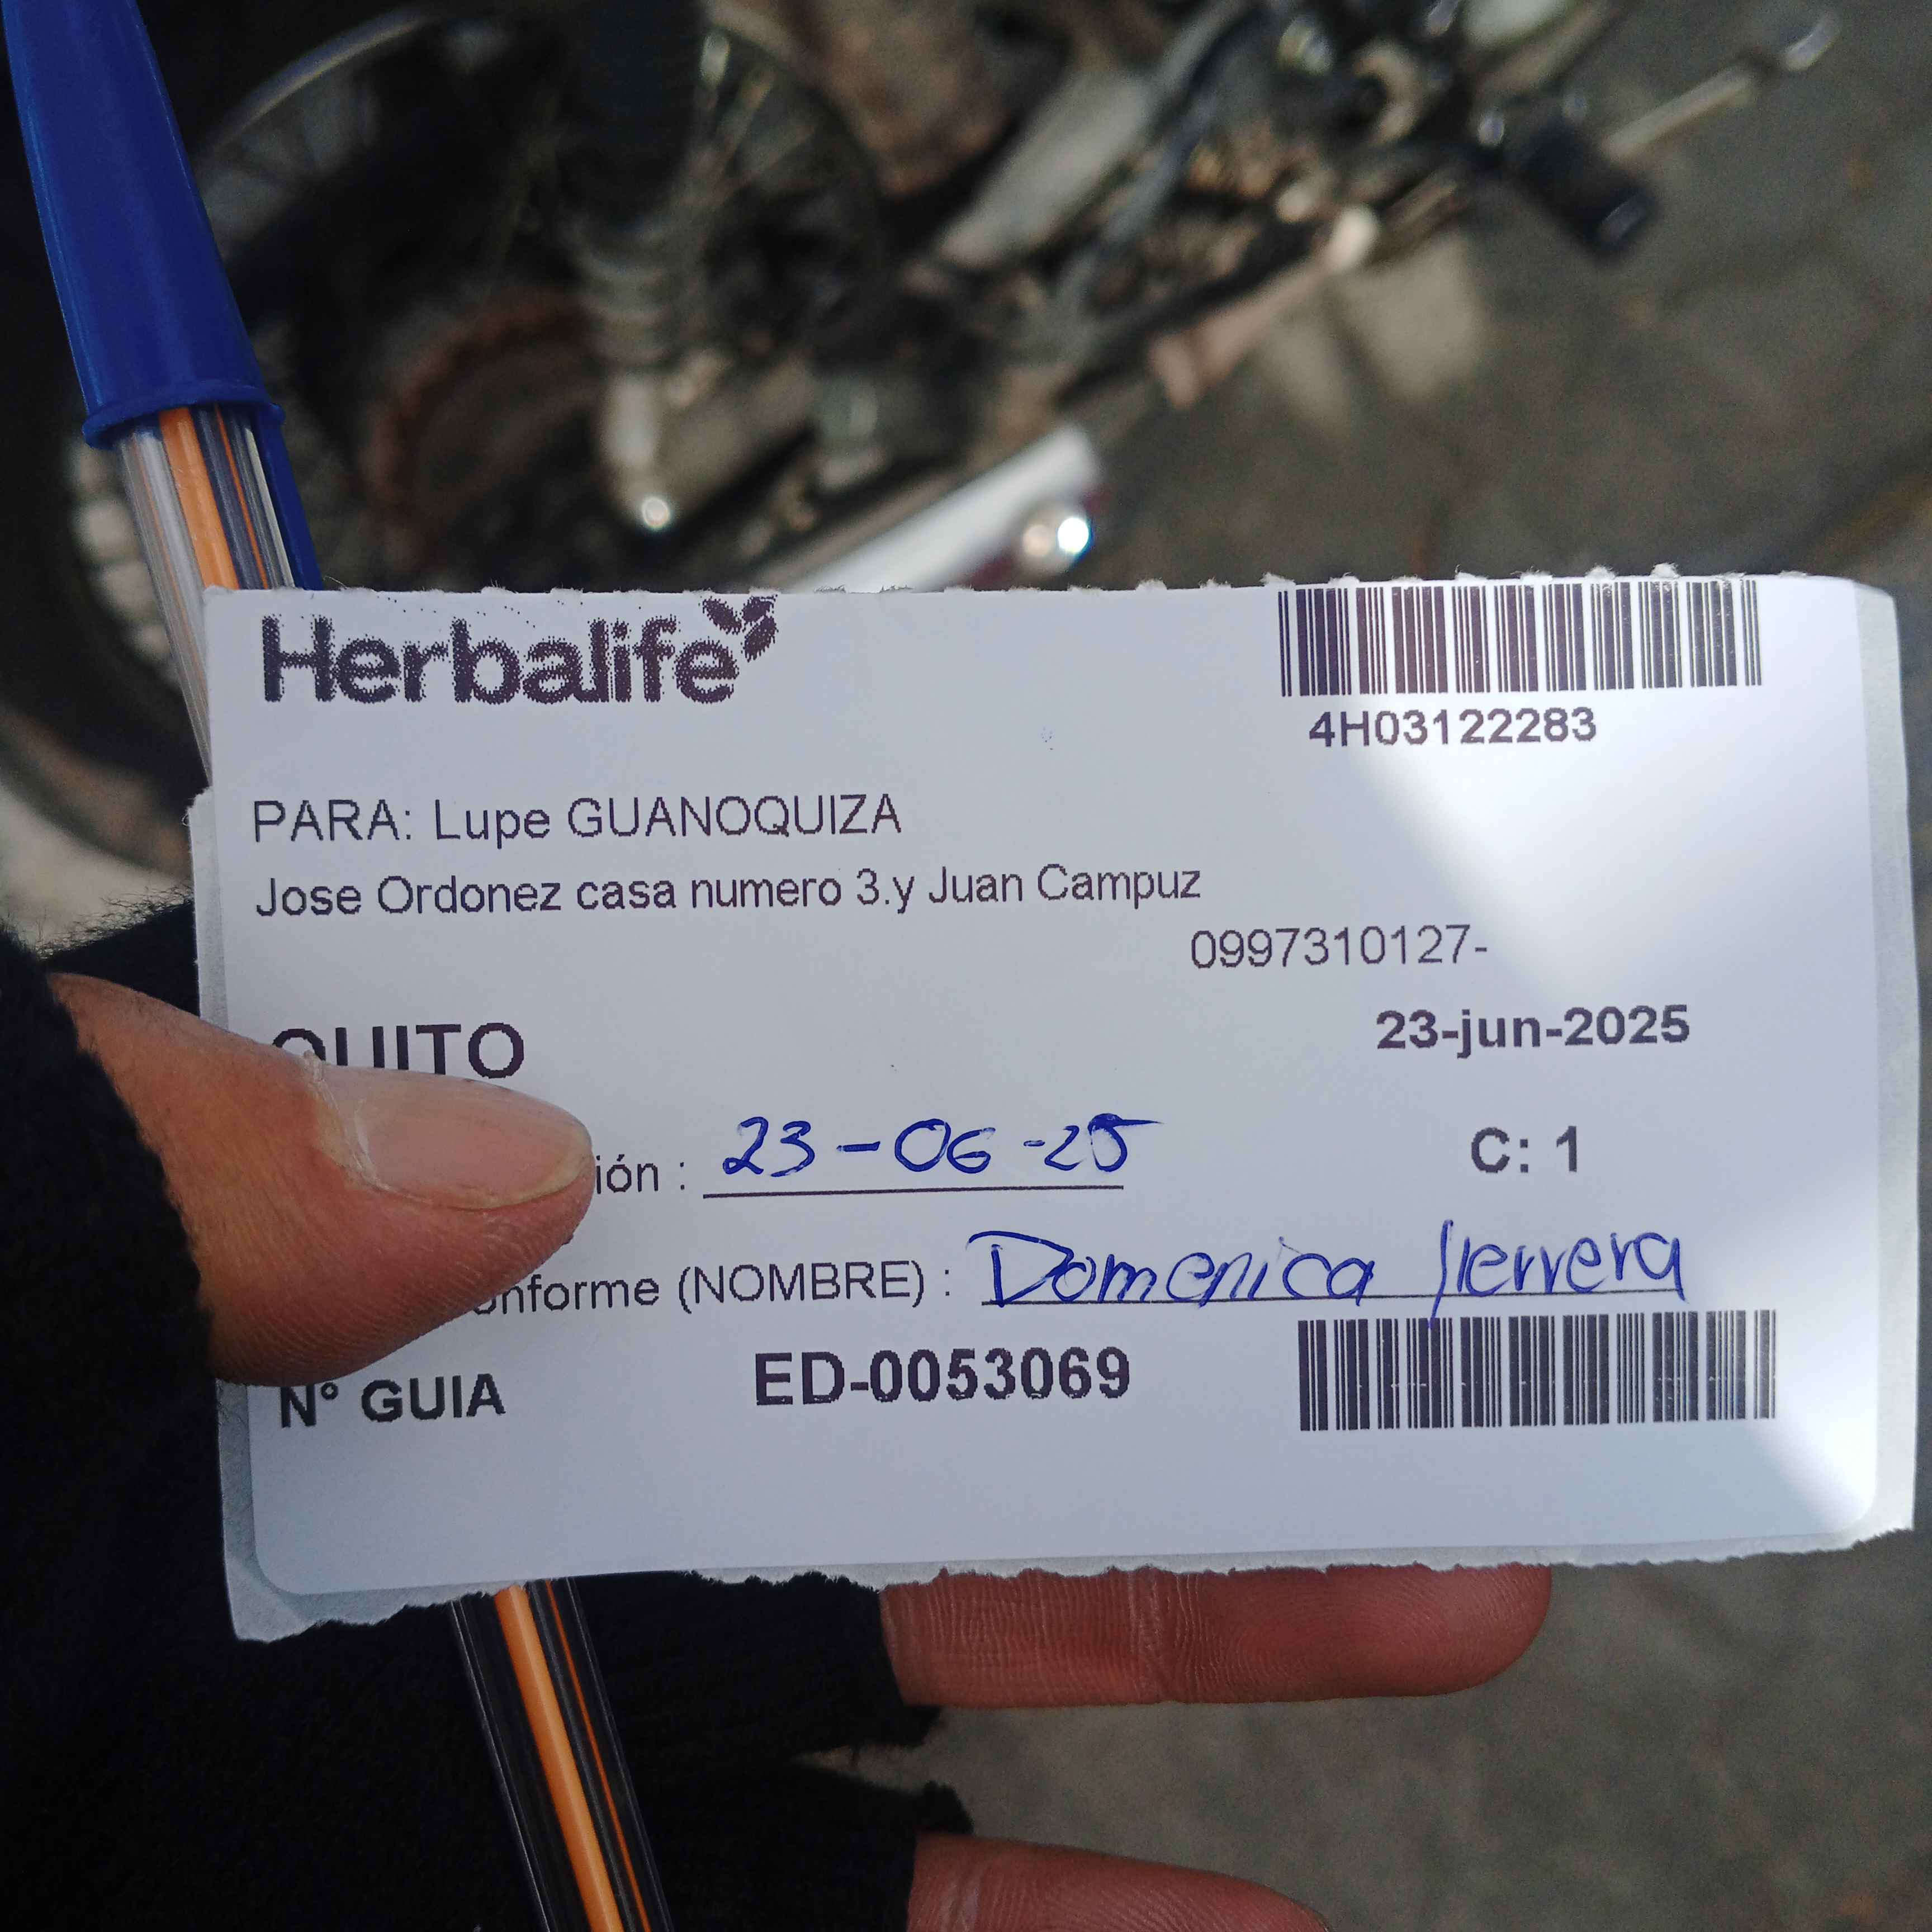 Herbalife
4H03122283
PARA: Lupe GUANOQUIZA
Jose Ordonez casa numero 3.y Juan Campuz
0997310127-
QUITO
23-jun-2025
ión : 23-06-25
C: 1
onforme (NOMBRE) : Domenica Herrera
N° GUIA ED-0053069